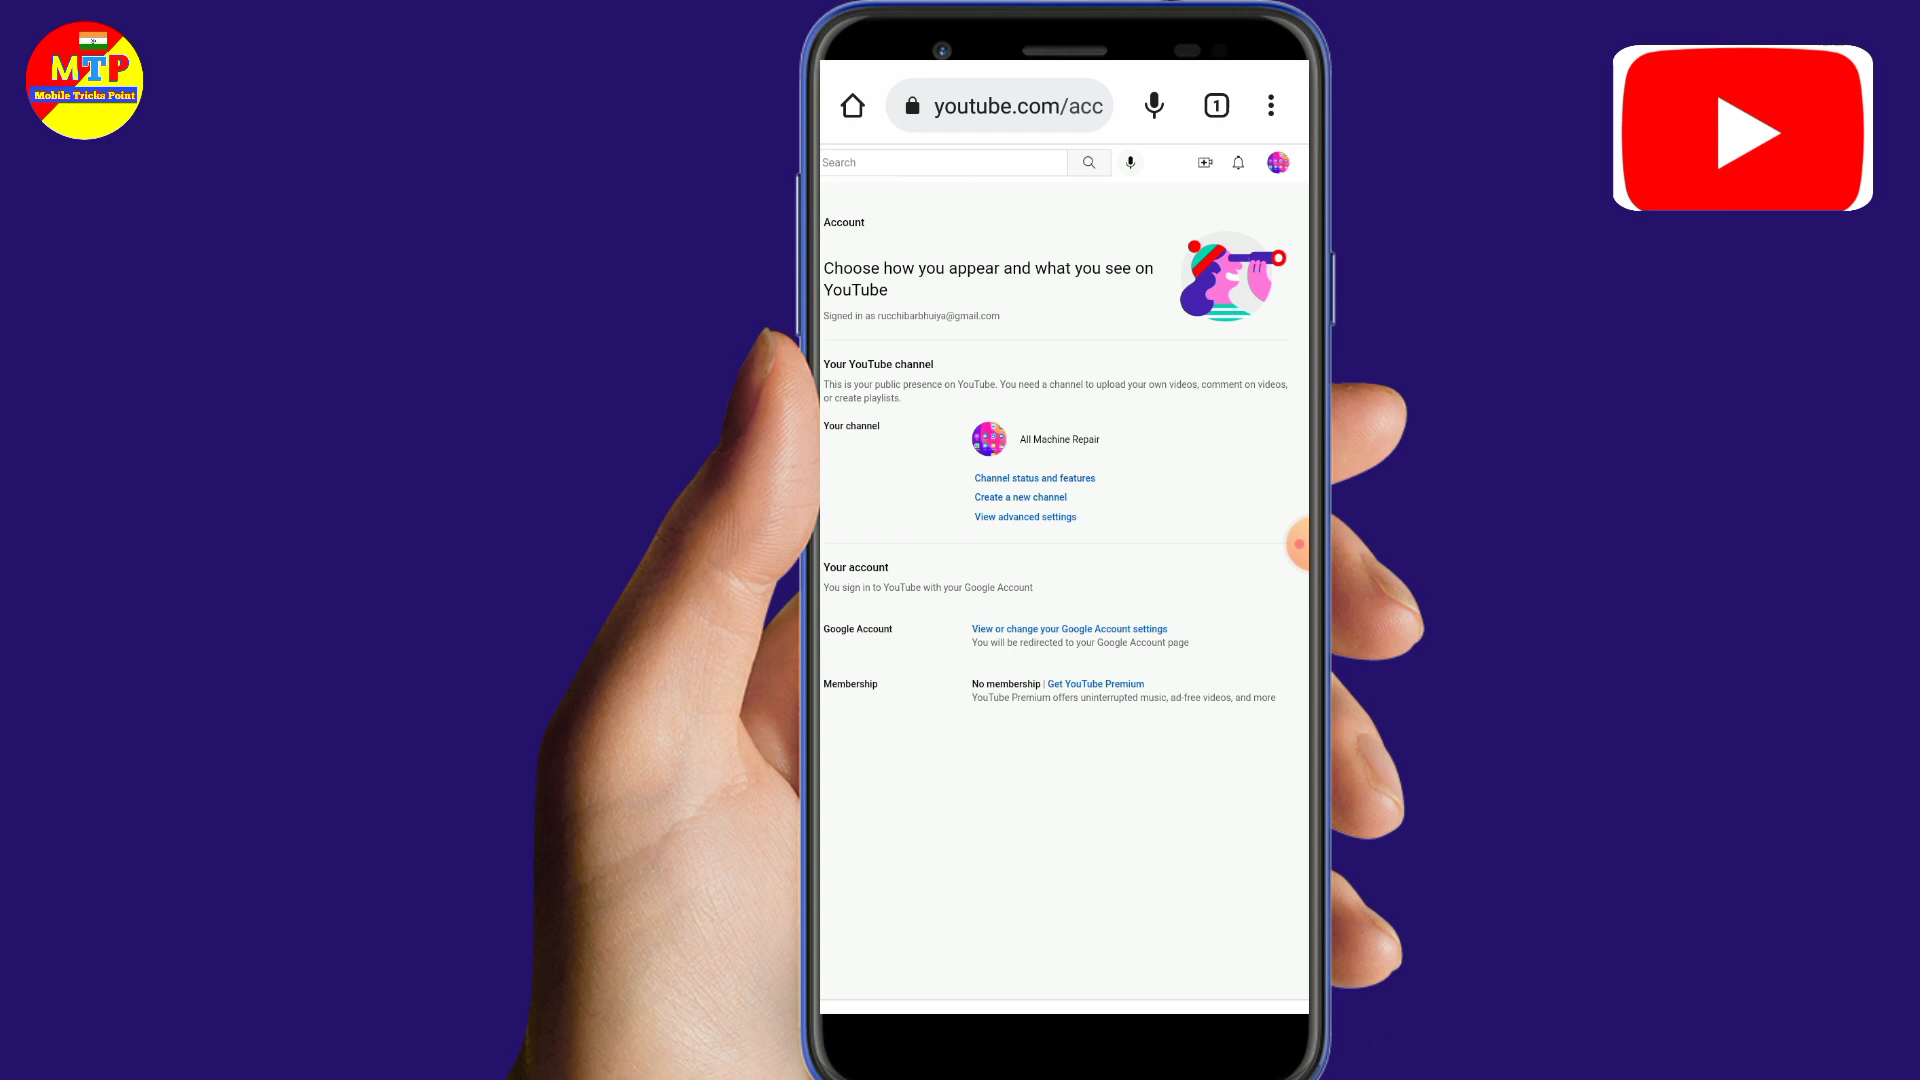 MTP
Mobile Tricks Point
youtube.com/acc
1
Search
Account
Choose how you appear and what you see on
YouTube
Signed in as rucchibarbhuiya@gmail.com
Your YouTube channel
This is your public presence on YouTube. You need a channel to upload your own videos, comment on videos,
or create playlists.
Your channel
All Machine Repair
Channel status and features
Create a new channel
View advanced settings
Your account
You sign in to YouTube with your Google Account
Google Account
View or change your Google Account settings
You will be redirected to your Google Account page
Membership
No membership | Get YouTube Premium
YouTube Premium offers uninterrupted music, ad-free videos, and more